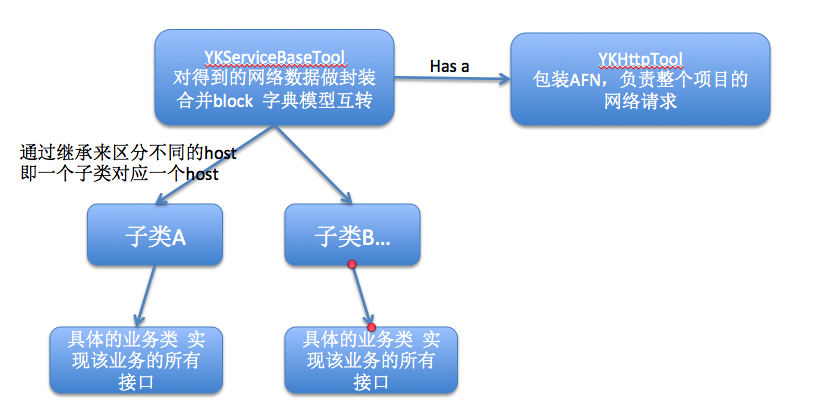 YKServiceBaseTool
对得到的网络数据做封装
合并block 字典模型互转
Has a
YKHttpTool
包装AFN，负责整个项目的
网络请求
通过继承来区分不同的host
即一个子类对应一个host
子类A
子类B...
具体的业务类 实
现该业务的所有
接口
具体的业务类 实
现该业务的所有
接口